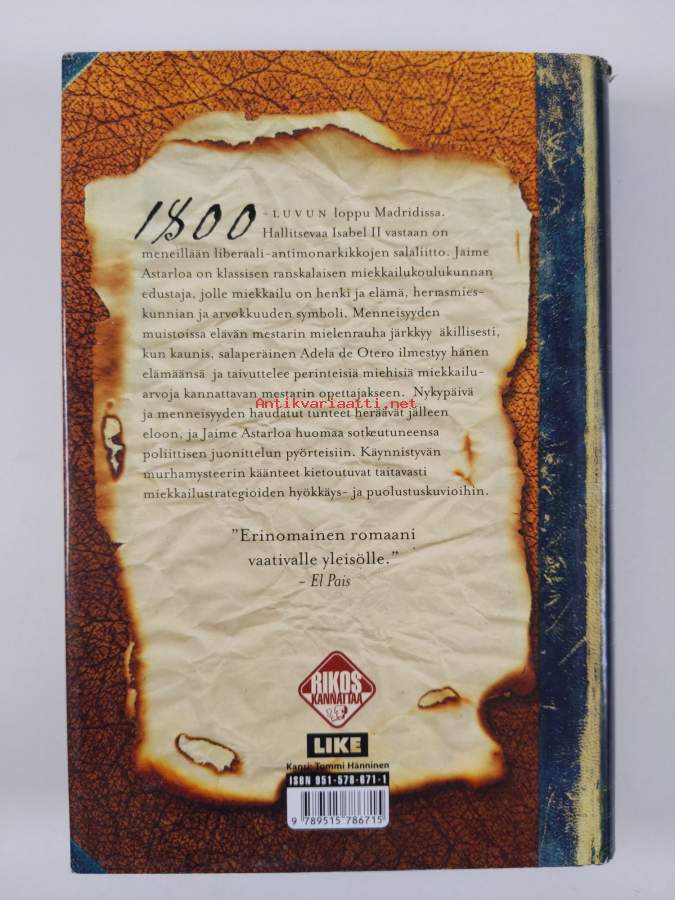 1800 -LUVUN loppu Madridissa.
Hallitsevaa Isabel II vastaan on
meneillään liberaali-antimonarkikkojen salaliitto. Jaime
Astarloa on klassisen ranskalaisen miekkailukoulukunnan
edustaja, jolle miekkailu on henki ja elämä, herrasmies-
kunnian ja arvokkuuden symboli. Menneisyyden
muistoissa elävän mestarin mielenrauha järkkyy äkillisesti,
kun kaunis, salaperäinen Adela de Otero ilmestyy hänen
elämäänsä ja taivuttelee perinteisiä miehisiä miekkailu-
arvoja kannattavan mestarin opettajakseen. Nykypäivä
Antikvariaatti.net
ja menneisyyden haudatut tunteet heräävät jälleen
eloon, ja Jaime Astarloa huomaa sotkeutuneensa
poliittisen juonittelun pyörteisiin. Käynnistyvän
murhamysteerin käänteet kietoutuvat taitavasti
miekkailustrategioiden hyökkäys- ja puolustuskuvioihin.
"Erinomainen romaani
vaativalle yleisölle."
– El Pais
RIKOS
KANNATTAA
LIKE
Kansi: Tommi Hänninen
ISBN 951-578-671-1
9 789515 786715